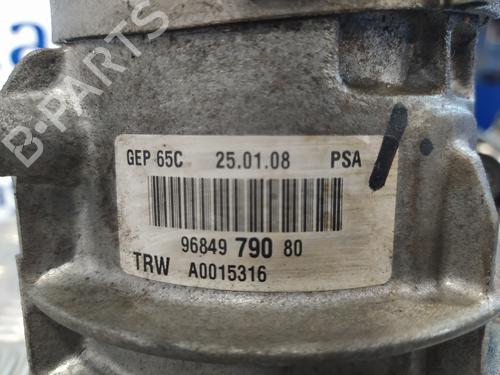 B-PARTS
GEP 65C 25.01.08 PSA
96849 790 80
TRW A0015316